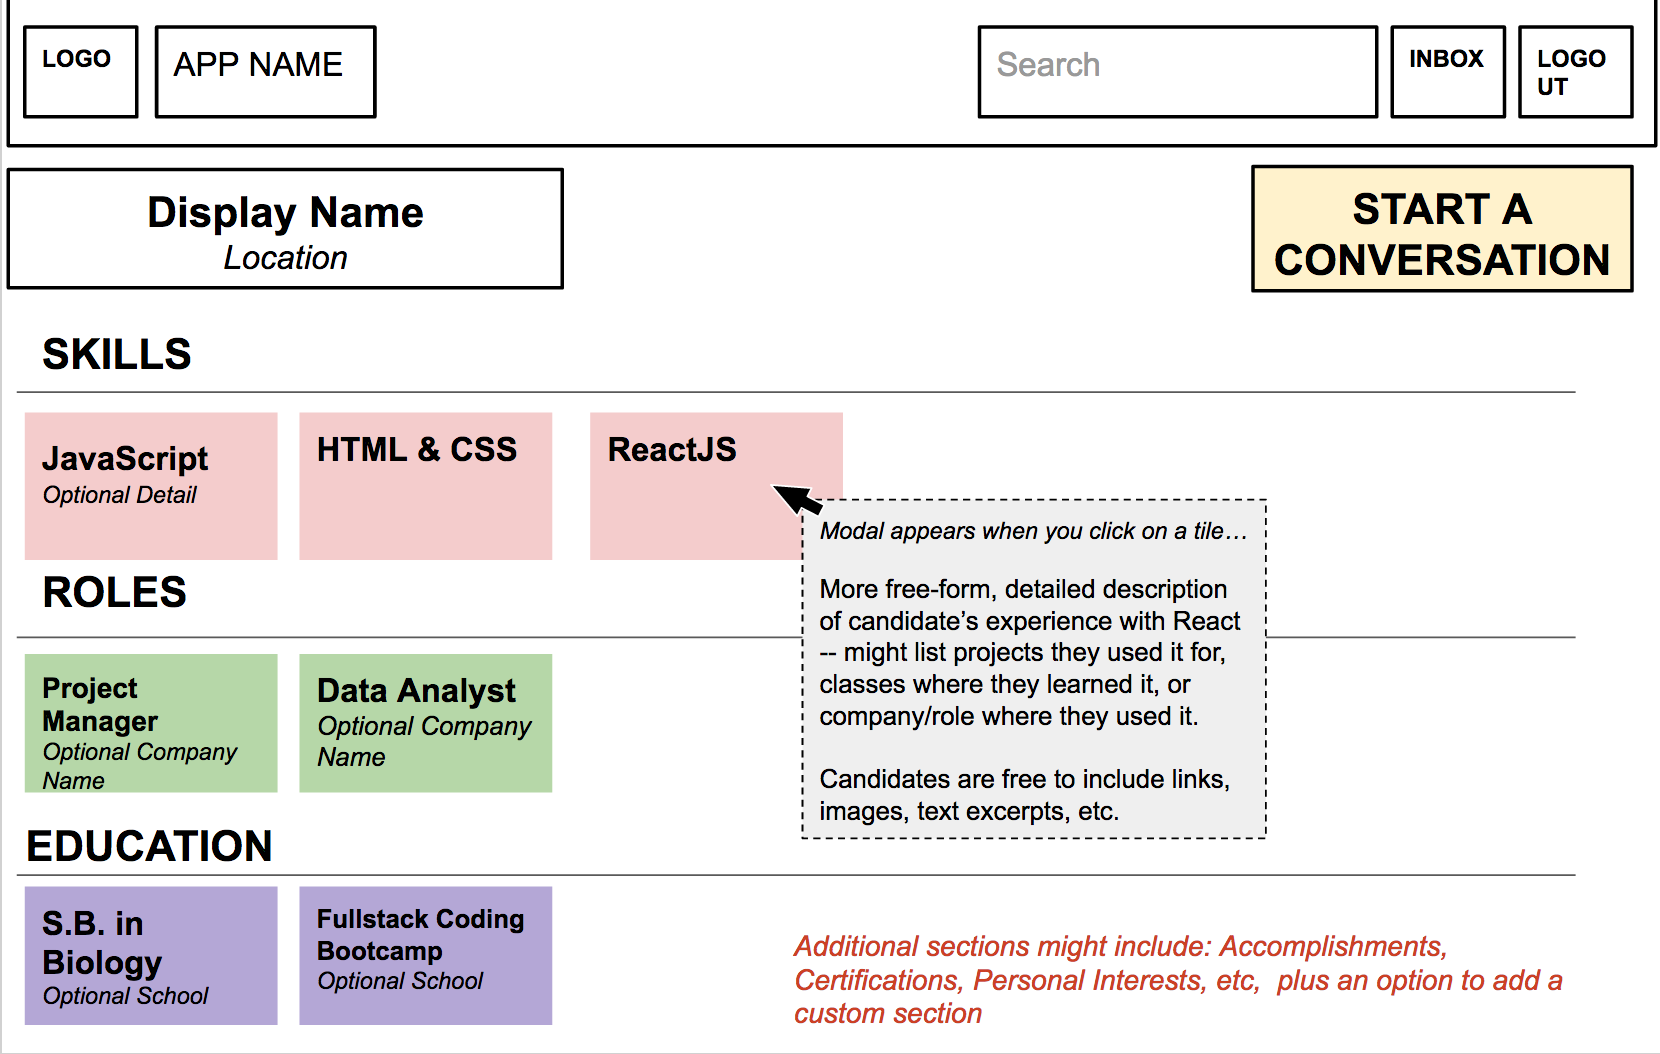 LOGO
APP NAME
Search
INBOX
LOGO
UT
Display Name
Location
START A
CONVERSATION
SKILLS
JavaScript
Optional Detail
HTML & CSS
ReactJS
Modal appears when you click on a tile…
More free-form, detailed description
of candidate’s experience with React
-- might list projects they used it for,
classes where they learned it, or
company/role where they used it.
Candidates are free to include links,
images, text excerpts, etc.
ROLES
Project
Manager
Optional Company
Name
Data Analyst
Optional Company
Name
EDUCATION
S.B. in
Biology
Optional School
Fullstack Coding
Bootcamp
Optional School
Additional sections might include: Accomplishments,
Certifications, Personal Interests, etc,  plus an option to add a
custom section